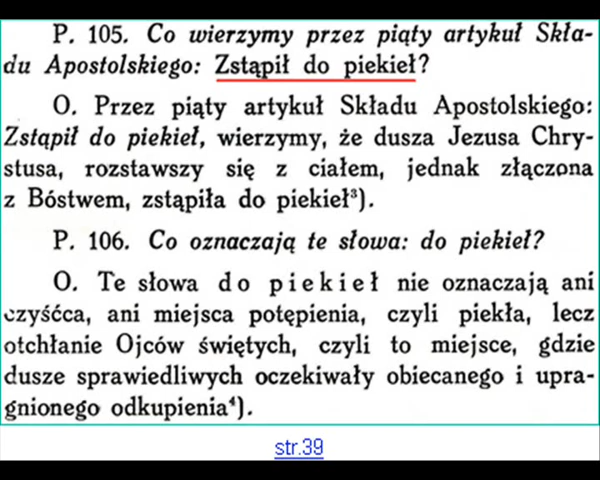 P. 105. Co wierzymy przez piąty artykuł Skła-
du Apostolskiego: Zstąpił do piekieł?
O. Przez piąty artykuł Składu Apostolskiego:
Zstąpił do piekieł, wierzymy, że dusza Jezusa Chry-
stusa, rozstawszy się z ciałem, jednak złączona
z Bóstwem, zstąpiła do piekieł³).
P. 106. Co oznaczają te słowa: do piekieł?
O. Te słowa do piekieł nie oznaczają ani
czyśćca, ani miejsca potępienia, czyli piekła, lecz
otchłanie Ojców świętych, czyli to miejsce, gdzie
dusze sprawiedliwych oczekiwały obiecanego i upra-
gnionego odkupienia⁴).
str.39